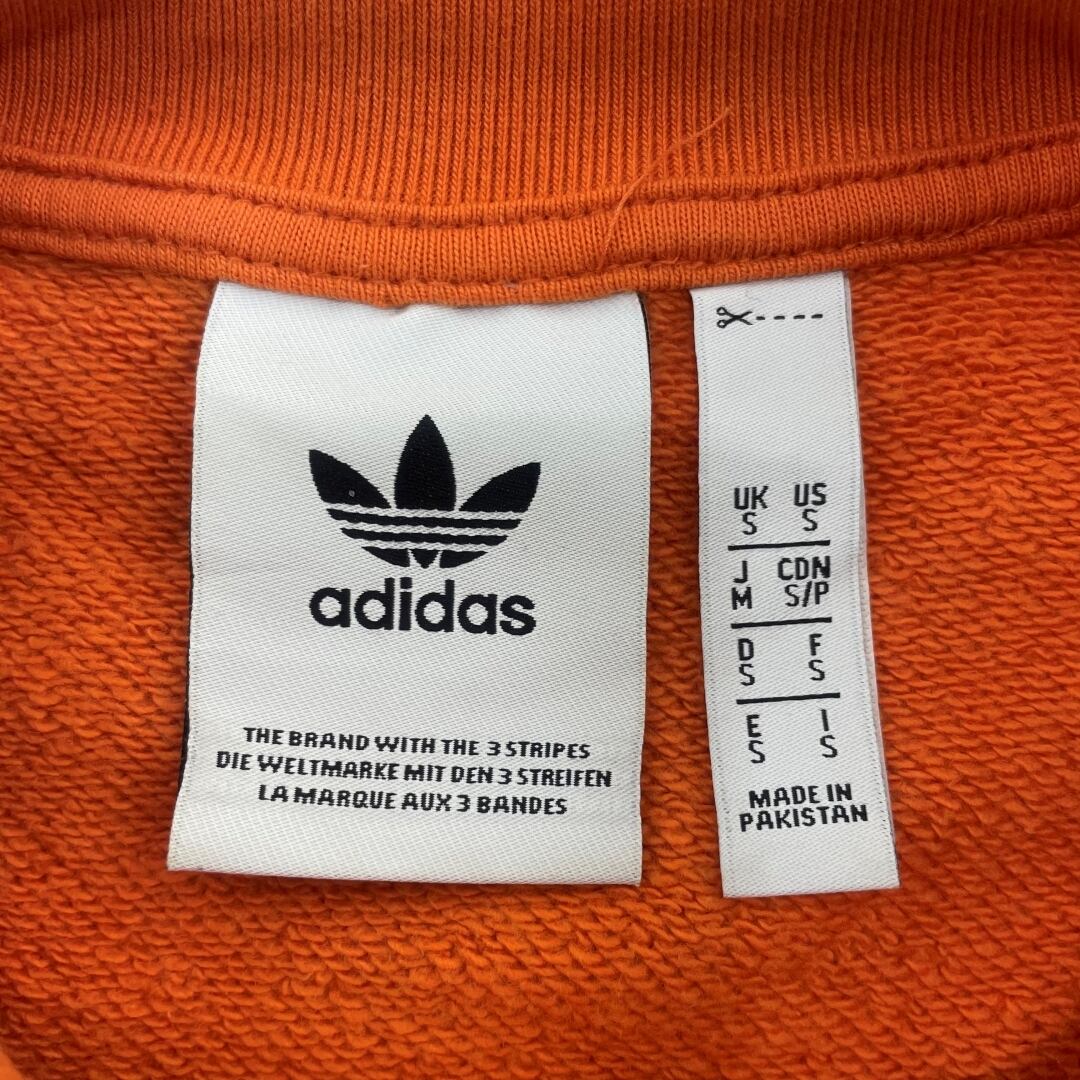 adidas
THE BRAND WITH THE 3 STRIPES
DIE WELTMARKE MIT DEN 3 STREIFEN
LA MARQUE AUX 3 BANDES
UK US
S S
J CDN
M S/P
D F
S S
E I
S S
MADE IN
PAKISTAN